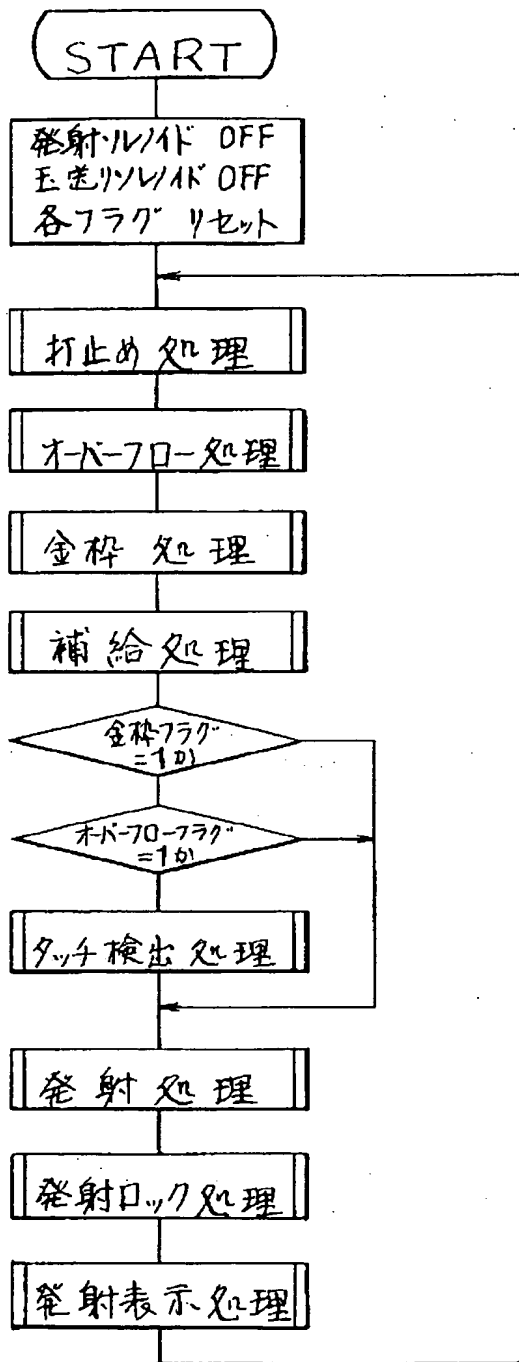 START
発射ソレノイド OFF
玉送りソレノイド OFF
各フラグ リセット
打止め処理
オーバーフロー処理
金枠 処理
補給処理
金枠フラグ
=1か
オーバーフローフラグ
=1か
タッチ検出処理
発射処理
発射ロック処理
発射表示処理